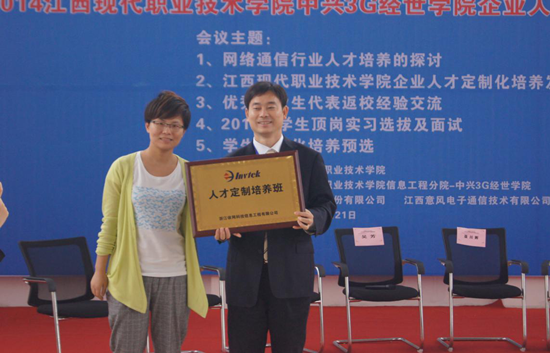 2014江西现代职业技术学院中兴3G经世学院企业人
会议主题：
1、网络通信行业人才培养的探讨
2、江西现代职业技术学院企业人才定制化培养
3、优 生代表返校经验交流
4、201 学生顶岗实习选拔及面试
5、学生 化培养预选
职业技术学院
职业技术学院信息工程分院-中兴3G经世学院
份有限公司 江西意风电子通信技术有限公司
21日
人才定制培养班